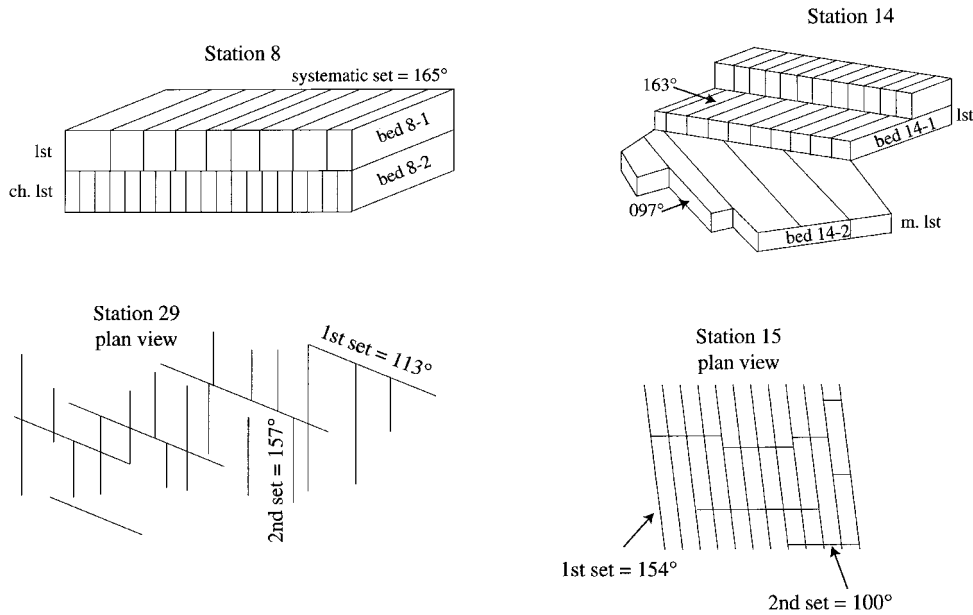 Station 8
systematic set = 165°
lst
bed 8-1
ch. lst
bed 8-2
Station 14
163°
lst
bed 14-1
097°
bed 14-2
m. lst
Station 29
plan view
1st set = 113°
2nd set = 157°
Station 15
plan view
1st set = 154°
2nd set = 100°